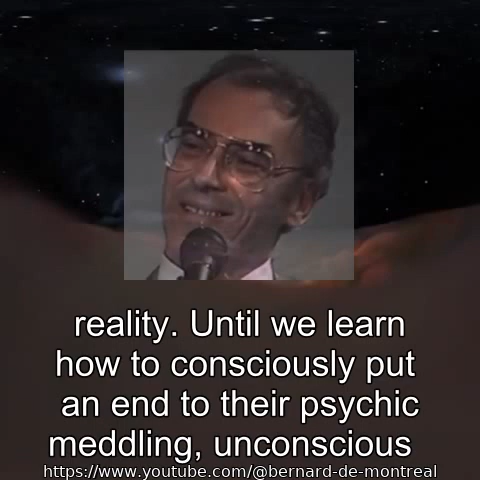 reality. Until we learn
how to consciously put
an end to their psychic
meddling, unconscious
https://www.youtube.com/@bernard-de-montreal